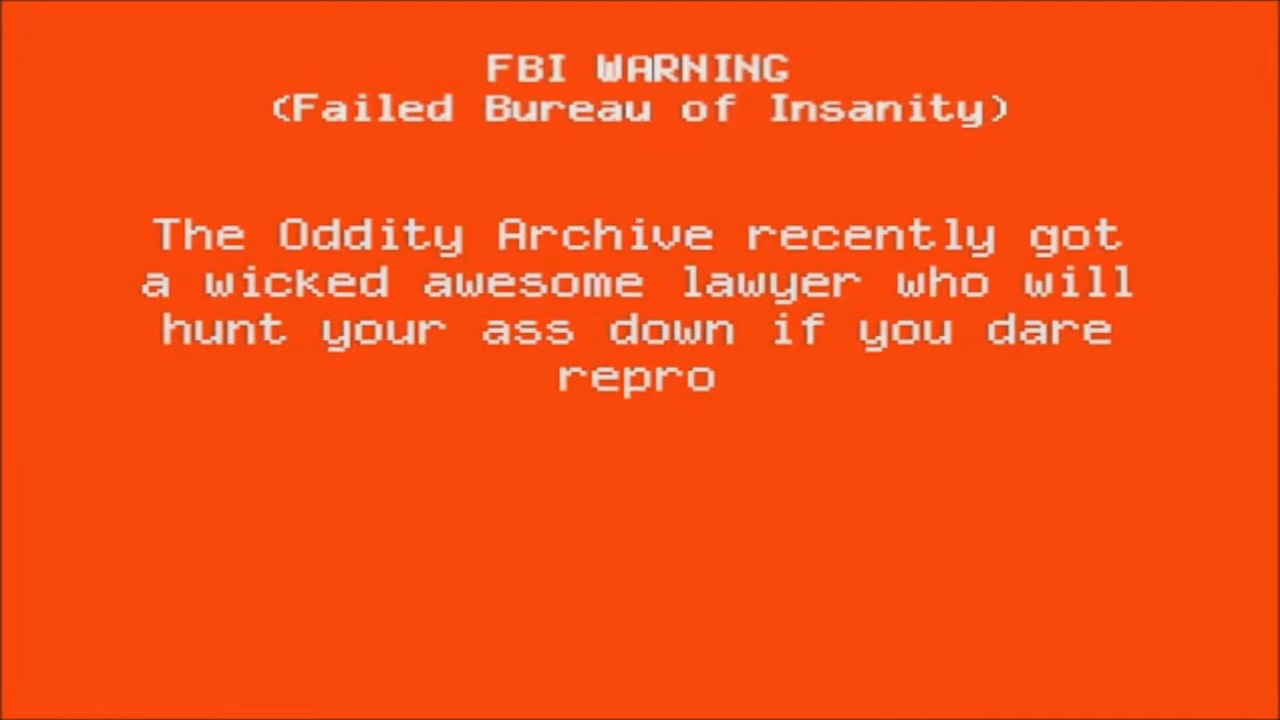 FBI WARNING
(Failed Bureau of Insanity)
The Oddity Archive recently got
a wicked awesome lawyer who will
hunt your ass down if you dare
repro